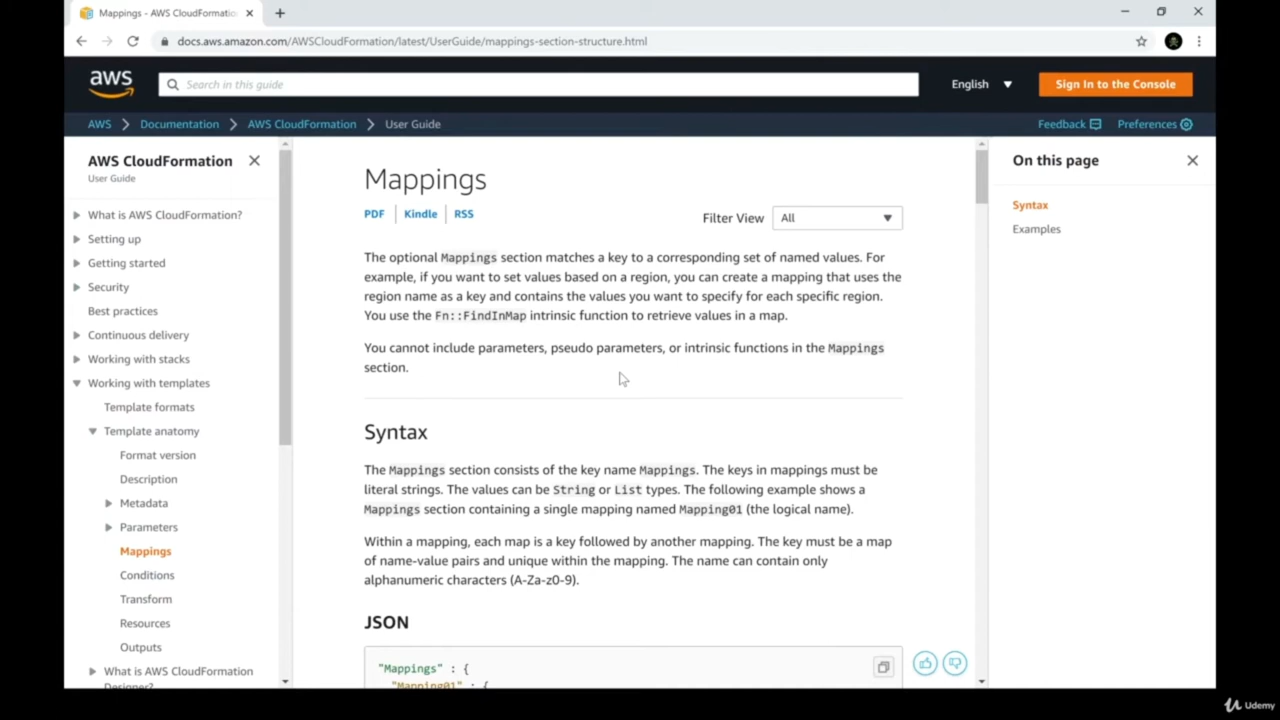 Mappings - AWS CloudFormation
docs.aws.amazon.com/AWSCloudFormation/latest/UserGuide/mappings-section-structure.html
aws
Search in this guide
English
Sign In to the Console
AWS
Documentation
AWS CloudFormation
User Guide
Feedback
Preferences
AWS CloudFormation
User Guide
What is AWS CloudFormation?
Setting up
Getting started
Security
Best practices
Continuous delivery
Working with stacks
Working with templates
Template formats
Template anatomy
Format version
Description
Metadata
Parameters
Mappings
Conditions
Transform
Resources
Outputs
What is AWS CloudFormation
Designer?
Mappings
PDF
Kindle
RSS
Filter View
All
The optional Mappings section matches a key to a corresponding set of named values. For
example, if you want to set values based on a region, you can create a mapping that uses the
region name as a key and contains the values you want to specify for each specific region.
You use the Fn::FindInMap intrinsic function to retrieve values in a map.
You cannot include parameters, pseudo parameters, or intrinsic functions in the Mappings
section.
Syntax
The Mappings section consists of the key name Mappings. The keys in mappings must be
literal strings. The values can be String or List types. The following example shows a
Mappings section containing a single mapping named Mapping01 (the logical name).
Within a mapping, each map is a key followed by another mapping. The key must be a map
of name-value pairs and unique within the mapping. The name can contain only
alphanumeric characters (A-Za-z0-9).
JSON
"Mappings" : {
"Mapping01" : {
On this page
Syntax
Examples
Udemy